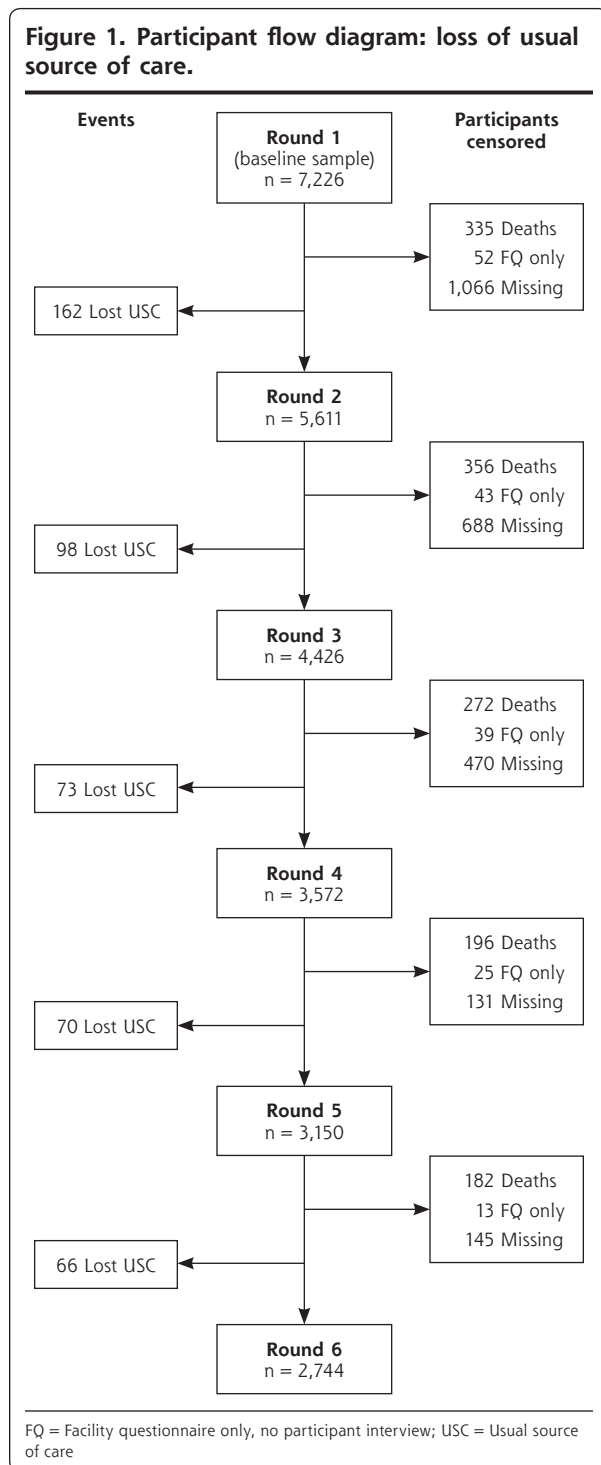 Figure 1. Participant flow diagram: loss of usual
source of care.
Events
Participants
censored
Round 1
(baseline sample)
n = 7,226
335 Deaths
52 FQ only
1,066 Missing
162 Lost USC
Round 2
n = 5,611
356 Deaths
43 FQ only
688 Missing
98 Lost USC
Round 3
n = 4,426
272 Deaths
39 FQ only
470 Missing
73 Lost USC
Round 4
n = 3,572
196 Deaths
25 FQ only
131 Missing
70 Lost USC
Round 5
n = 3,150
182 Deaths
13 FQ only
145 Missing
66 Lost USC
Round 6
n = 2,744
FQ = Facility questionnaire only, no participant interview; USC = Usual source
of care